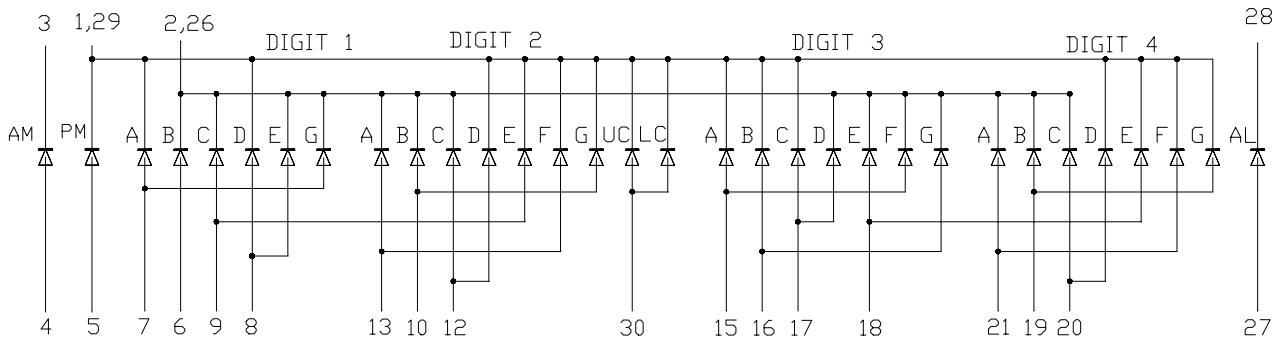 3 1,29 2,26 28
DIGIT 1 DIGIT 2 DIGIT 3 DIGIT 4
AM PM A B C D E G A B C D E F G UC LC A B C D E F G A B C D E F G AL
4 5 7 6 9 8 13 10 12 30 15 16 17 18 21 19 20 27